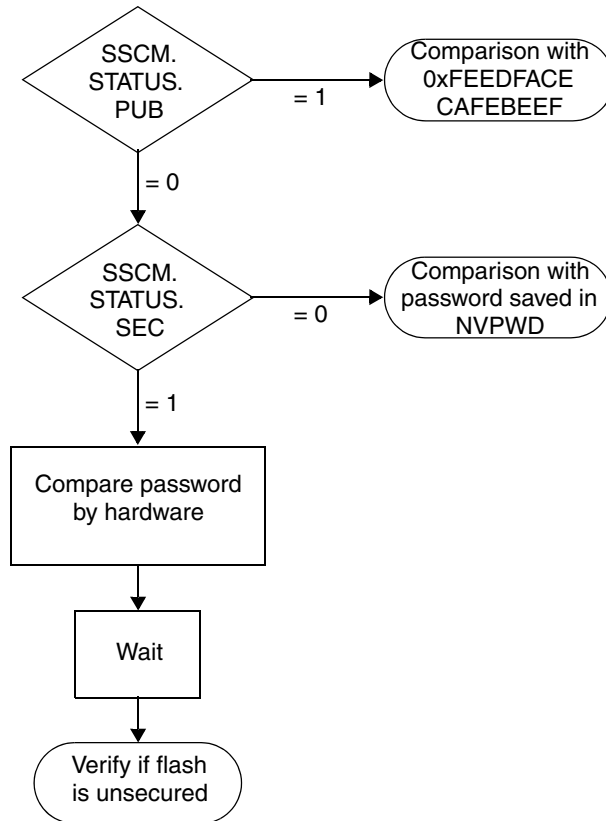 SSCM.
STATUS.
PUB
= 1
Comparison with
0xFEEDFACE
CAFEBEEF
= 0
SSCM.
STATUS.
SEC
= 0
Comparison with
password saved in
NVPWD
= 1
Compare password
by hardware
Wait
Verify if flash
is unsecured